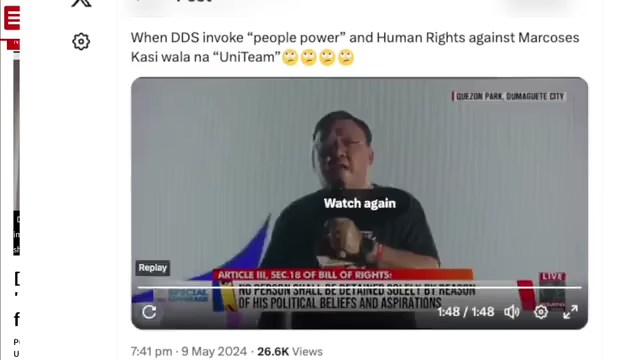 When DDS invoke “people power” and Human Rights against Marcoses
Kasi wala na “UniTeam”🙄🙄🙄🙄
QUEZON PARK, DUMAGUETE CITY
Watch again
Replay
ARTICLE III, SEC.18 OF BILL OF RIGHTS:
LIVE
SPECIAL
COVERAGE
NO PERSON SHALL BE DETAINED SOLELY BY REASON
OF HIS POLITICAL BELIEFS AND ASPIRATIONS
1:48 / 1:48
7:41 pm · 9 May 2024 · 26.6K Views